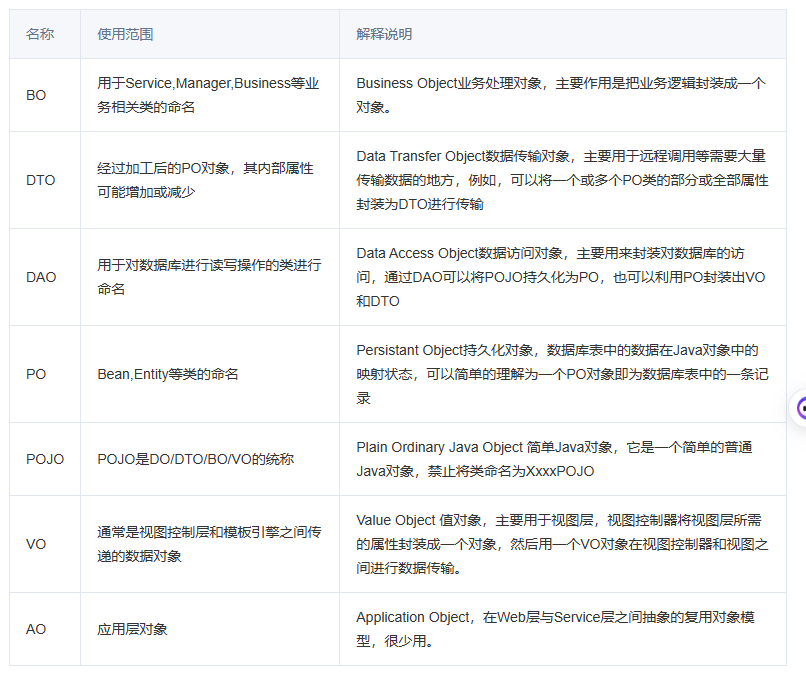 名称
使用范围
解释说明
BO
用于Service,Manager,Business等业
务相关类的命名
Business Object业务处理对象，主要作用是把业务逻辑封装成一个
对象。
DTO
经过加工后的PO对象，其内部属性
可能增加或减少
Data Transfer Object数据传输对象，主要用于远程调用等需要大量
传输数据的地方，例如，可以将一个或多个PO类的部分或全部属性
封装为DTO进行传输
DAO
用于对数据库进行读写操作的类进行
命名
Data Access Object数据访问对象，主要用来封装对数据库的访
问，通过DAO可以将POJO持久化为PO，也可以利用PO封装出VO
和DTO
PO
Bean,Entity等类的命名
Persistant Object持久化对象，数据库表中的数据在Java对象中的
映射状态，可以简单的理解为一个PO对象即为数据库表中的一条记
录
POJO
POJO是DO/DTO/BO/VO的统称
Plain Ordinary Java Object 简单Java对象，它是一个简单的普通
Java对象，禁止将类命名为XxxxPOJO
VO
通常是视图控制层和模板引擎之间传
递的数据对象
Value Object 值对象，主要用于视图层，视图控制器将视图层所需
的属性封装成一个对象，然后用一个VO对象在视图控制器和视图之
间进行数据传输。
AO
应用层对象
Application Object，在Web层与Service层之间抽象的复用对象模
型，很少用。